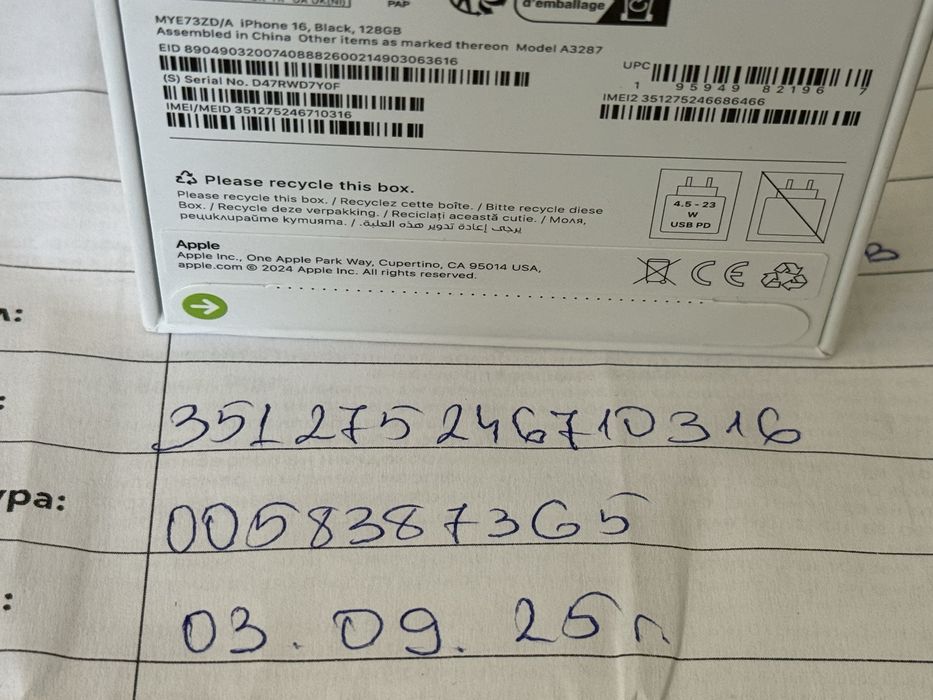 PAP
d'emballage
MYE73ZD/A iPhone 16, Black, 128GB
Assembled in China Other items as marked thereon Model A3287
EID 89049032007408882600214903063616
(S) Serial No. D47RWD7Y0F
IMEI/MEID 351275246710316
UPC
1 95949 82196 7
IMEI2 351275246686466
Please recycle this box.
Please recycle this box. / Recyclez cette boîte. / Bitte recycle diese
Box. / Recycle deze verpakking. / Reciclați această cutie. / Моля,
рециклирайте кутията. / يرجى إعادة تدوير هذه العلبة.
4.5 - 23
W
USB PD
Apple
Apple Inc., One Apple Park Way, Cupertino, CA 95014 USA,
apple.com © 2024 Apple Inc. All rights reserved.
CE
в
л:
:
351275246710316
ура:
00583873G5
:
03.09.25г